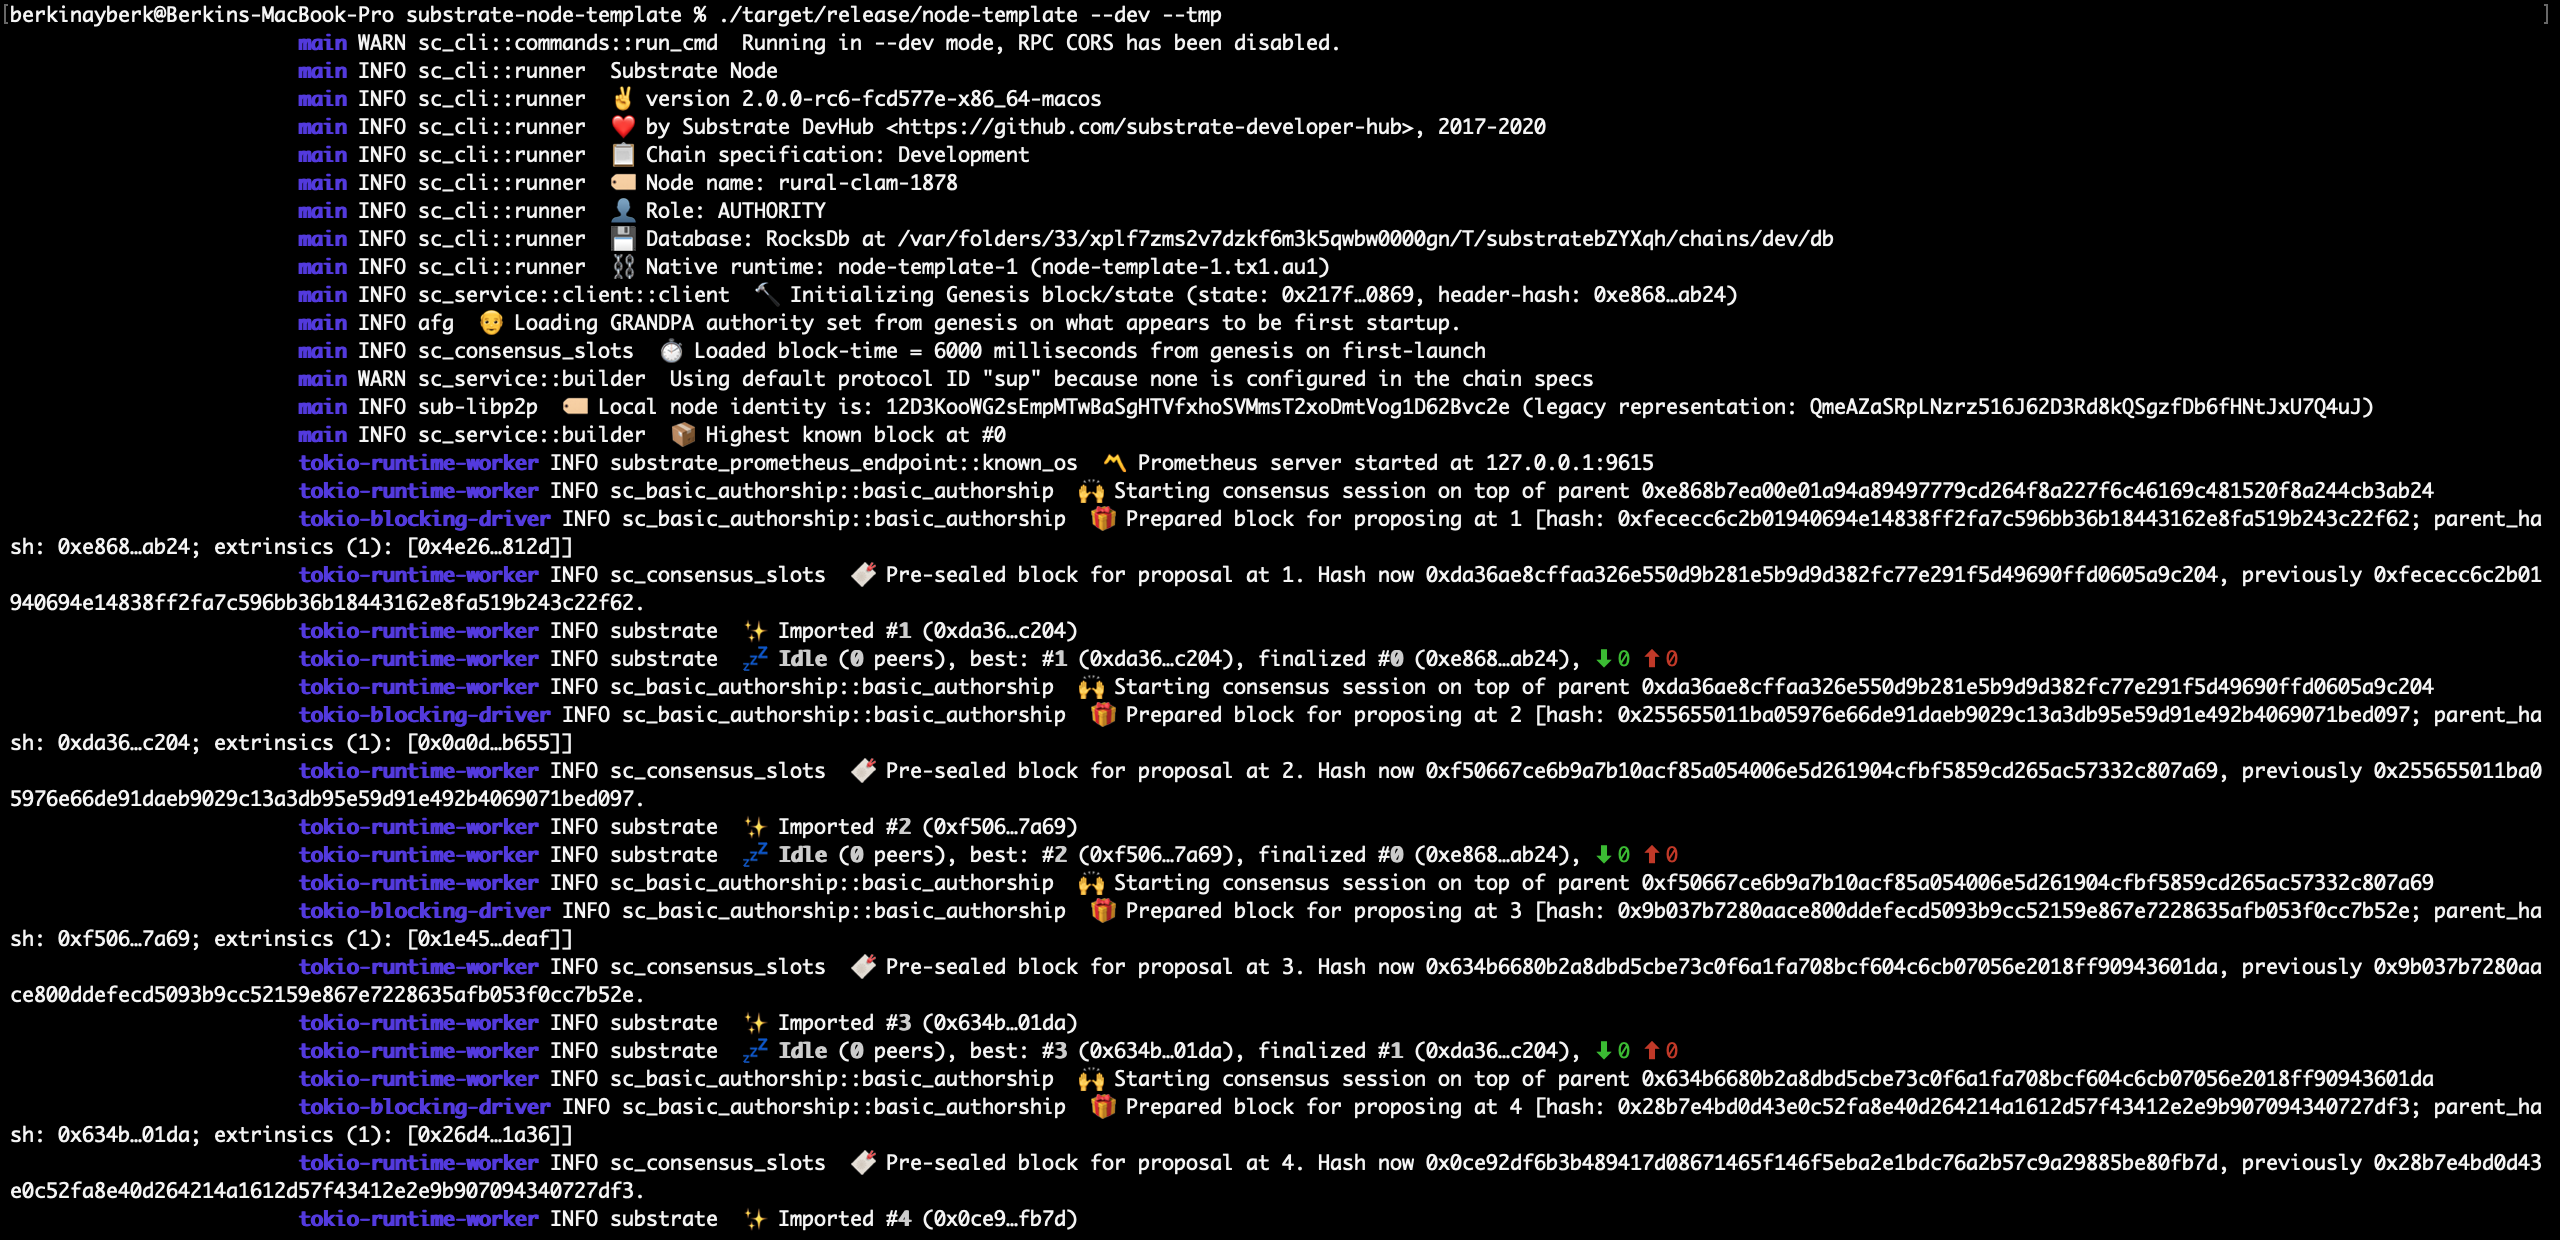 [berkinayberk@Berkins-MacBook-Pro substrate-node-template % ./target/release/node-template --dev --tmp ]
main WARN sc_cli::commands::run_cmd  Running in --dev mode, RPC CORS has been disabled.
main INFO sc_cli::runner  Substrate Node
main INFO sc_cli::runner  ✌️ version 2.0.0-rc6-fcd577e-x86_64-macos
main INFO sc_cli::runner  ❤️ by Substrate DevHub <https://github.com/substrate-developer-hub>, 2017-2020
main INFO sc_cli::runner  📋 Chain specification: Development
main INFO sc_cli::runner  🏷 Node name: rural-clam-1878
main INFO sc_cli::runner  👤 Role: AUTHORITY
main INFO sc_cli::runner  💾 Database: RocksDb at /var/folders/33/xplf7zms2v7dzkf6m3k5qwbw0000gn/T/substratebZYXqh/chains/dev/db
main INFO sc_cli::runner  ⛓ Native runtime: node-template-1 (node-template-1.tx1.au1)
main INFO sc_service::client::client  🔨 Initializing Genesis block/state (state: 0x217f…0869, header-hash: 0xe868…ab24)
main INFO afg  👴 Loading GRANDPA authority set from genesis on what appears to be first startup.
main INFO sc_consensus_slots  ⏱ Loaded block-time = 6000 milliseconds from genesis on first-launch
main WARN sc_service::builder  Using default protocol ID "sup" because none is configured in the chain specs
main INFO sub-libp2p  🏷 Local node identity is: 12D3KooWG2sEmpMTwBaSgHTVfxhoSVMmsT2xoDmtVog1D62Bvc2e (legacy representation: QmeAZaSRpLNzrz516J62D3Rd8kQSgzfDb6fHNtJxU7Q4uJ)
main INFO sc_service::builder  📦 Highest known block at #0
tokio-runtime-worker INFO substrate_prometheus_endpoint::known_os  〽️ Prometheus server started at 127.0.0.1:9615
tokio-runtime-worker INFO sc_basic_authorship::basic_authorship  🙌 Starting consensus session on top of parent 0xe868b7ea00e01a94a89497779cd264f8a227f6c46169c481520f8a244cb3ab24
tokio-blocking-driver INFO sc_basic_authorship::basic_authorship  🎁 Prepared block for proposing at 1 [hash: 0xfececc6c2b01940694e14838ff2fa7c596bb36b18443162e8fa519b243c22f62; parent_ha
sh: 0xe868…ab24; extrinsics (1): [0x4e26…812d]]
tokio-runtime-worker INFO sc_consensus_slots  🔖 Pre-sealed block for proposal at 1. Hash now 0xda36ae8cffaa326e550d9b281e5b9d9d382fc77e291f5d49690ffd0605a9c204, previously 0xfececc6c2b01
940694e14838ff2fa7c596bb36b18443162e8fa519b243c22f62.
tokio-runtime-worker INFO substrate  ✨ Imported #1 (0xda36…c204)
tokio-runtime-worker INFO substrate  💤 Idle (0 peers), best: #1 (0xda36…c204), finalized #0 (0xe868…ab24), ⬇ 0 ⬆ 0
tokio-runtime-worker INFO sc_basic_authorship::basic_authorship  🙌 Starting consensus session on top of parent 0xda36ae8cffaa326e550d9b281e5b9d9d382fc77e291f5d49690ffd0605a9c204
tokio-blocking-driver INFO sc_basic_authorship::basic_authorship  🎁 Prepared block for proposing at 2 [hash: 0x255655011ba05976e66de91daeb9029c13a3db95e59d91e492b4069071bed097; parent_ha
sh: 0xda36…c204; extrinsics (1): [0x0a0d…b655]]
tokio-runtime-worker INFO sc_consensus_slots  🔖 Pre-sealed block for proposal at 2. Hash now 0xf50667ce6b9a7b10acf85a054006e5d261904cfbf5859cd265ac57332c807a69, previously 0x255655011ba0
5976e66de91daeb9029c13a3db95e59d91e492b4069071bed097.
tokio-runtime-worker INFO substrate  ✨ Imported #2 (0xf506…7a69)
tokio-runtime-worker INFO substrate  💤 Idle (0 peers), best: #2 (0xf506…7a69), finalized #0 (0xe868…ab24), ⬇ 0 ⬆ 0
tokio-runtime-worker INFO sc_basic_authorship::basic_authorship  🙌 Starting consensus session on top of parent 0xf50667ce6b9a7b10acf85a054006e5d261904cfbf5859cd265ac57332c807a69
tokio-blocking-driver INFO sc_basic_authorship::basic_authorship  🎁 Prepared block for proposing at 3 [hash: 0x9b037b7280aace800ddefecd5093b9cc52159e867e7228635afb053f0cc7b52e; parent_ha
sh: 0xf506…7a69; extrinsics (1): [0x1e45…deaf]]
tokio-runtime-worker INFO sc_consensus_slots  🔖 Pre-sealed block for proposal at 3. Hash now 0x634b6680b2a8dbd5cbe73c0f6a1fa708bcf604c6cb07056e2018ff90943601da, previously 0x9b037b7280aa
ce800ddefecd5093b9cc52159e867e7228635afb053f0cc7b52e.
tokio-runtime-worker INFO substrate  ✨ Imported #3 (0x634b…01da)
tokio-runtime-worker INFO substrate  💤 Idle (0 peers), best: #3 (0x634b…01da), finalized #1 (0xda36…c204), ⬇ 0 ⬆ 0
tokio-runtime-worker INFO sc_basic_authorship::basic_authorship  🙌 Starting consensus session on top of parent 0x634b6680b2a8dbd5cbe73c0f6a1fa708bcf604c6cb07056e2018ff90943601da
tokio-blocking-driver INFO sc_basic_authorship::basic_authorship  🎁 Prepared block for proposing at 4 [hash: 0x28b7e4bd0d43e0c52fa8e40d264214a1612d57f43412e2e9b907094340727df3; parent_ha
sh: 0x634b…01da; extrinsics (1): [0x26d4…1a36]]
tokio-runtime-worker INFO sc_consensus_slots  🔖 Pre-sealed block for proposal at 4. Hash now 0x0ce92df6b3b489417d08671465f146f5eba2e1bdc76a2b57c9a29885be80fb7d, previously 0x28b7e4bd0d43
e0c52fa8e40d264214a1612d57f43412e2e9b907094340727df3.
tokio-runtime-worker INFO substrate  ✨ Imported #4 (0x0ce9…fb7d)